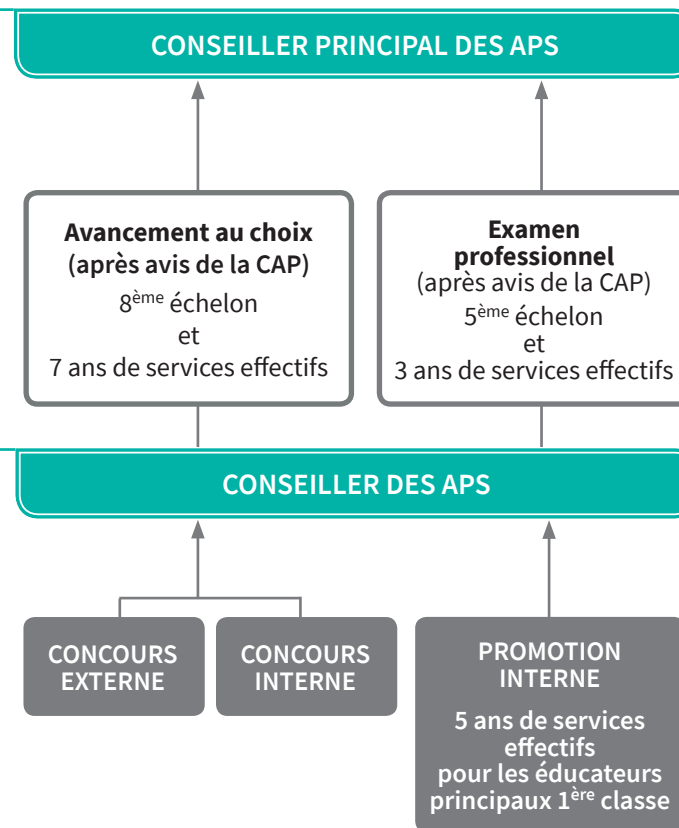 CONSEILLER PRINCIPAL DES APS
Avancement au choix
(après avis de la CAP)
8ème échelon
et
7 ans de services effectifs
Examen
professionnel
(après avis de la CAP)
5ème échelon
et
3 ans de services effectifs
CONSEILLER DES APS
CONCOURS
EXTERNE
CONCOURS
INTERNE
PROMOTION
INTERNE
5 ans de services
effectifs
pour les éducateurs
principaux 1ère classe